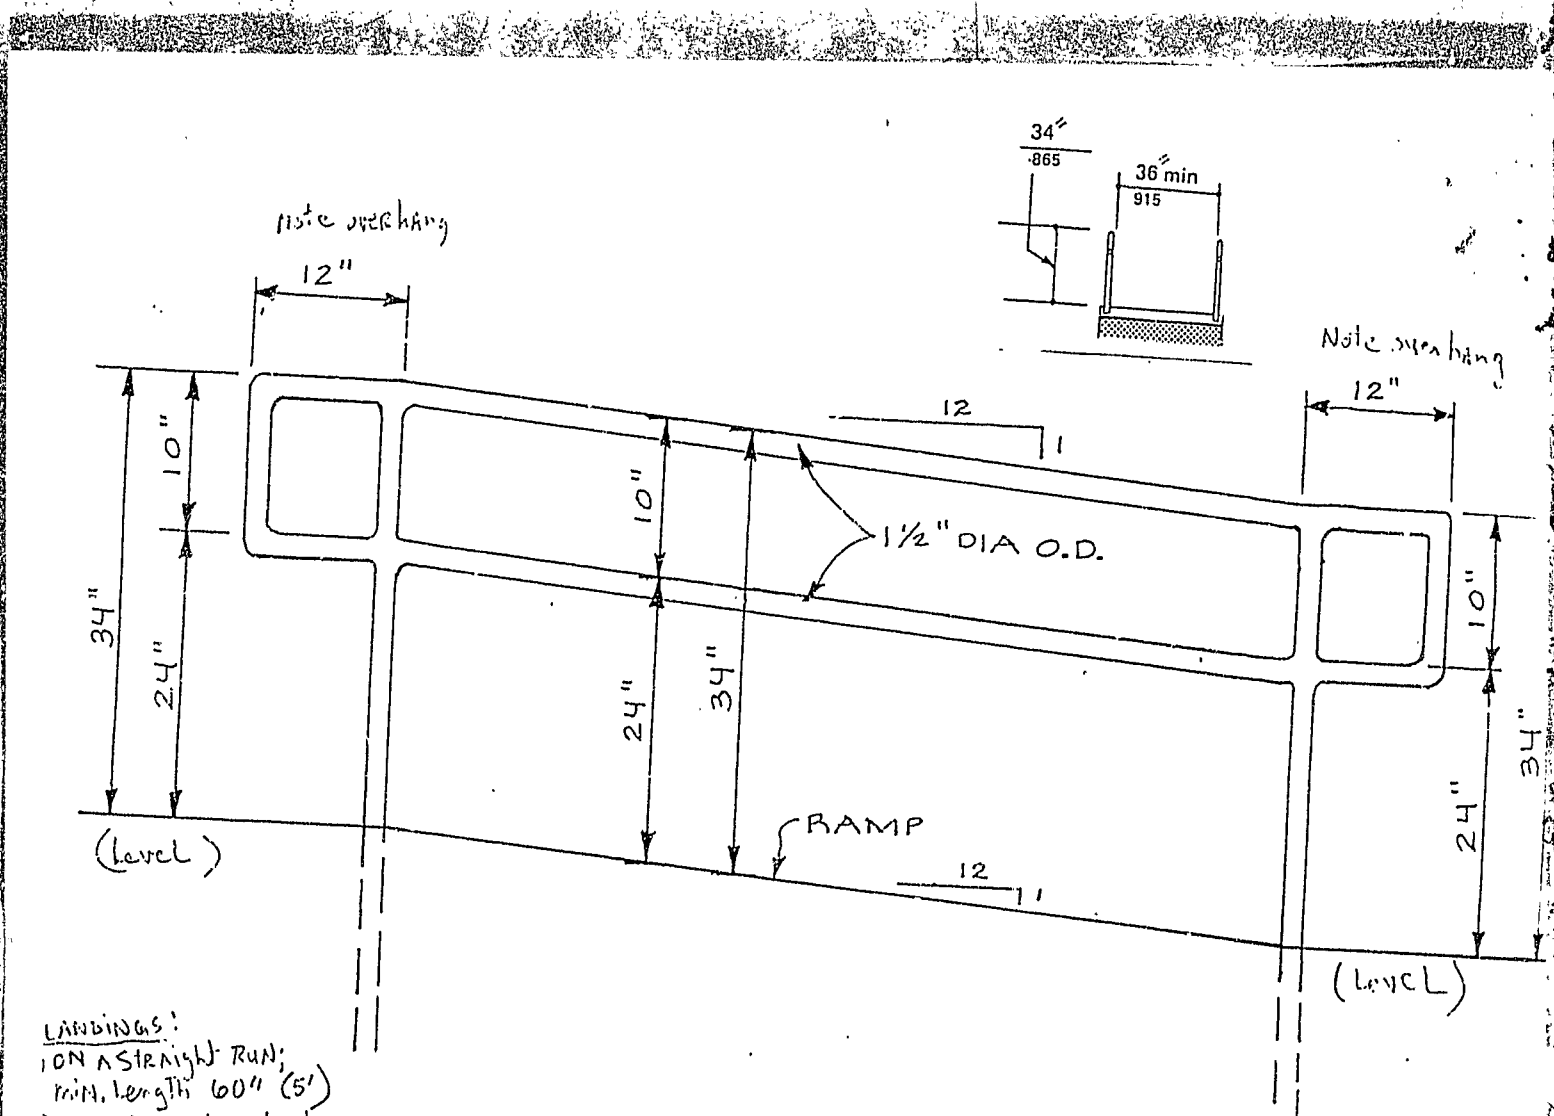 34"
865
36" min
915
Note overhang
12"
Note overhang
12"
12
1
10"
10"
1½" DIA O.D.
10"
34"
24"
24"
34"
24"
34"
RAMP
12
1
(Level)
(Level)
LANDINGS:
ON A STRAIGHT RUN;
MIN. Length 60" (5')